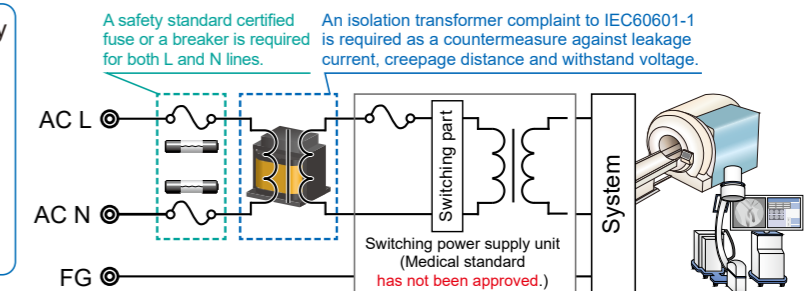 y
A safety standard certified
fuse or a breaker is required
for both L and N lines.
An isolation transformer complaint to IEC60601-1
is required as a countermeasure against leakage
current, creepage distance and withstand voltage.
AC L
AC N
FG
Switching part
Switching power supply unit
(Medical standard
has not been approved.)
System